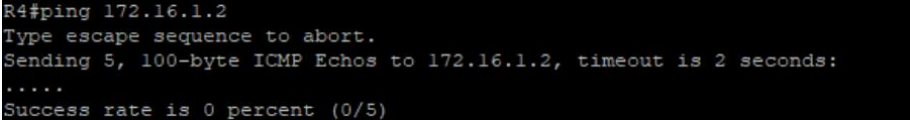 R4#ping 172.16.1.2
Type escape sequence to abort.
Sending 5, 100-byte ICMP Echos to 172.16.1.2, timeout is 2 seconds:
.....
Success rate is 0 percent (0/5)